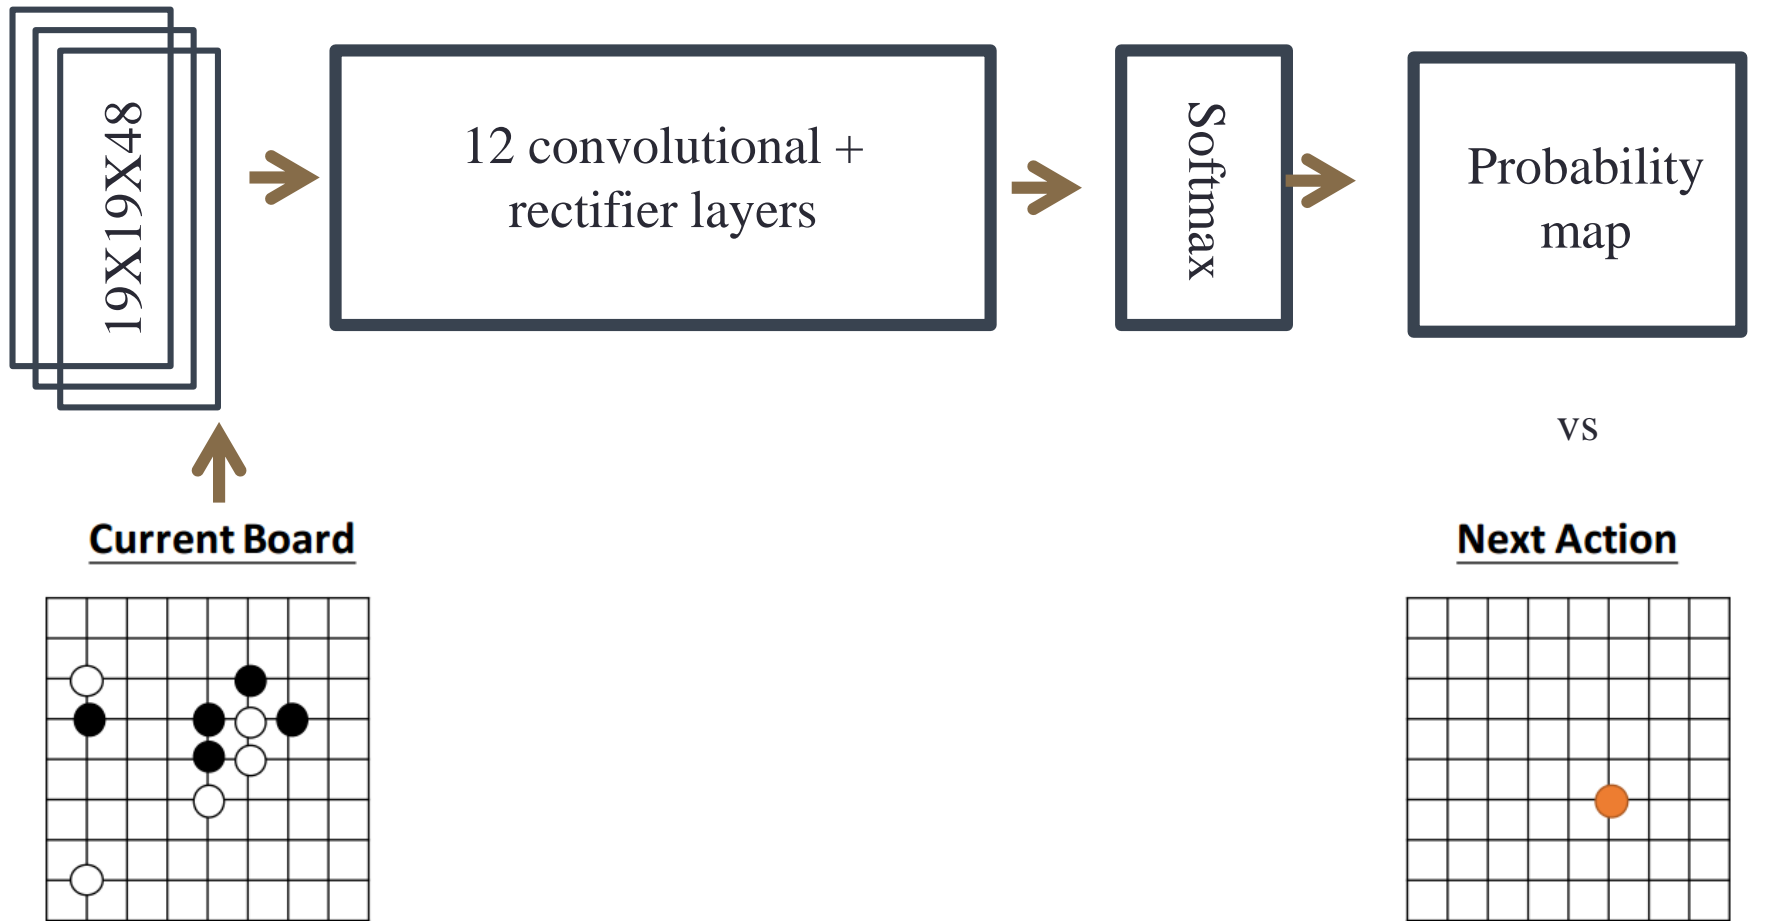 19X19X48
12 convolutional +
rectifier layers
Softmax
Probability
map
vs
Current Board
Next Action